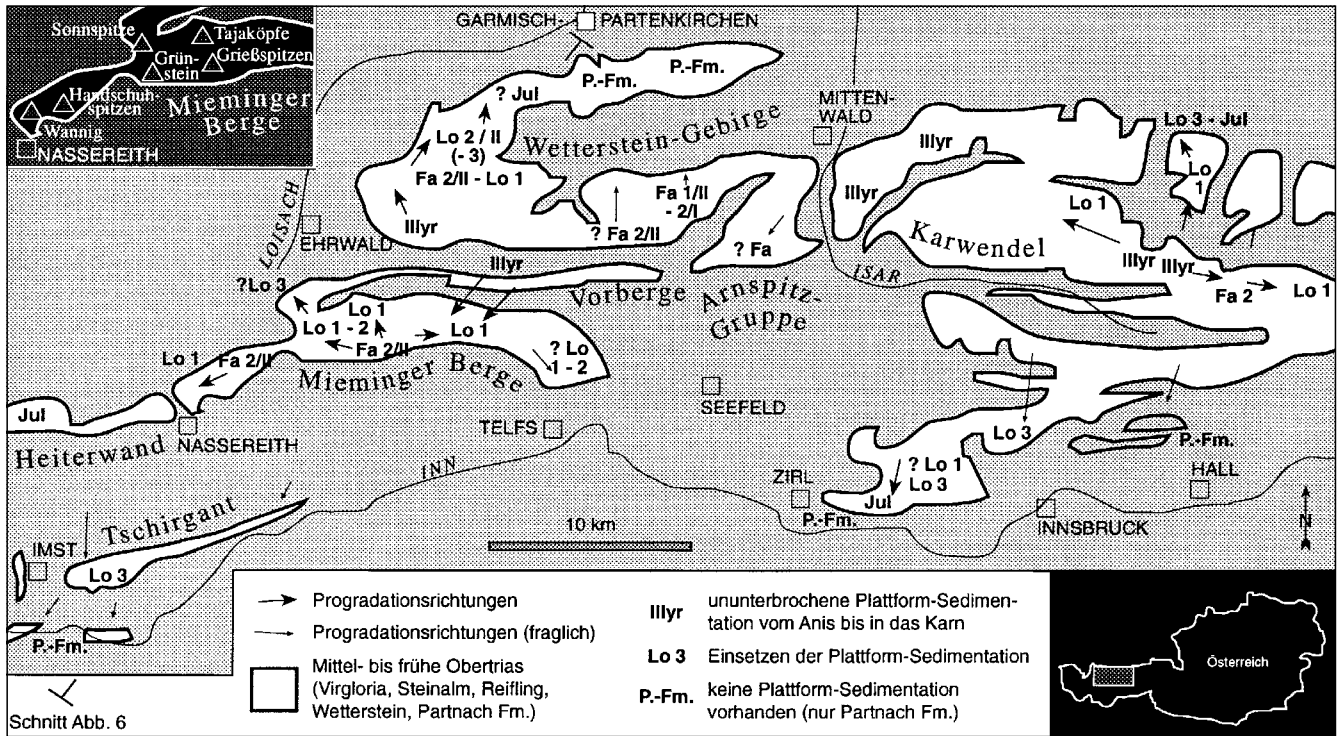 Sonnspitze
Tajaköpfe
Grün-
stein
Grießspitzen
Handschuh-
spitzen
Wannig
Mieminger
Berge
NASSEREITH
GARMISCH-
PARTENKIRCHEN
P.-Fm.
P.-Fm.
? Jul
Wetterstein-Gebirge
MITTEN-
WALD
Lo 2 / II
(- 3)
Fa 2/II - Lo 1
Illyr
Fa 1/II
- 2/I
? Fa 2/II
? Fa
LOISACH
EHRWALD
Illyr
Illyr
Lo 3 - Jul
Lo
1
Lo 1
Karwendel
Illyr
Illyr
Fa 2
Lo 1
ISAR
Illyr
Vorberge
Arnspitz-
Gruppe
?Lo 3
Lo 1
Lo 1 - 2
Lo 1
Fa 2/II
? Lo
1 - 2
Lo 1
Fa 2/II
Mieminger Berge
Jul
Heiterwand
NASSEREITH
TELFS
SEEFELD
INN
Lo 3
P.-Fm.
? Lo 1
Lo 3
Jul
ZIRL
P.-Fm.
HALL
INNSBRUCK
N
Tschirgant
IMST
Lo 3
P.-Fm.
10 km
Schnitt Abb. 6
Progradationsrichtungen
Progradationsrichtungen (fraglich)
Mittel- bis frühe Obertrias
(Virgloria, Steinalm, Reifling,
Wetterstein, Partnach Fm.)
Illyr ununterbrochene Plattform-Sedimen-
tation vom Anis bis in das Karn
Lo 3 Einsetzen der Plattform-Sedimentation
P.-Fm. keine Plattform-Sedimentation
vorhanden (nur Partnach Fm.)
Österreich